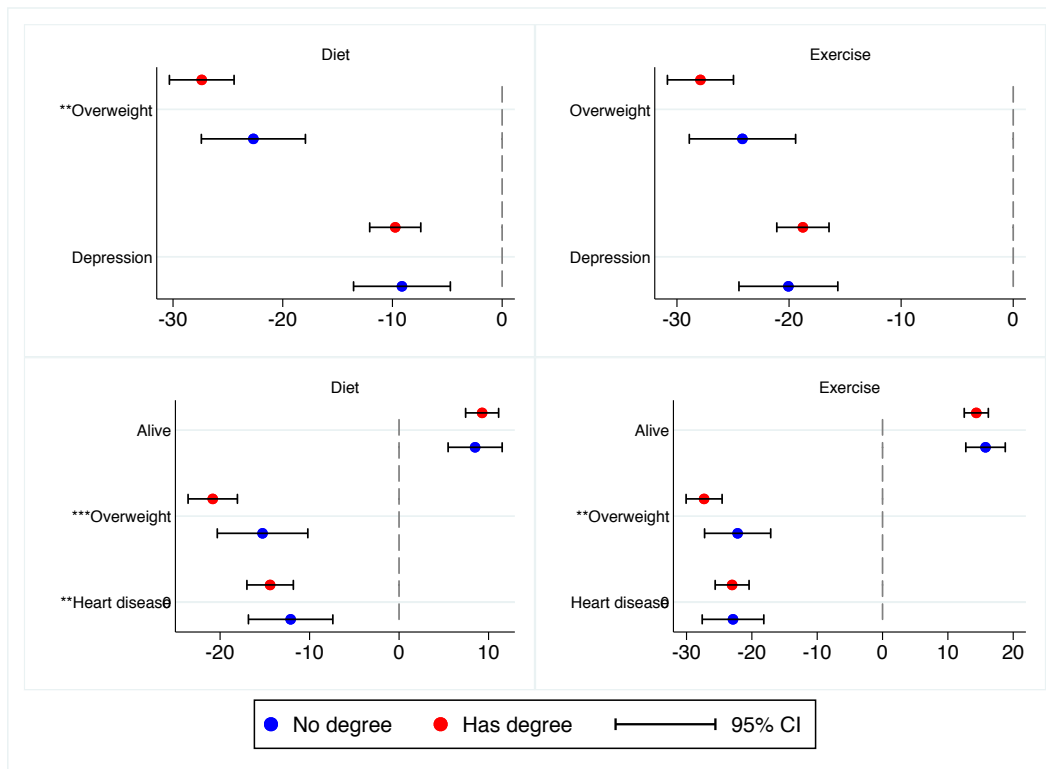 Diet
**Overweight
Depression
-30 -20 -10 0
Exercise
Overweight
Depression
-30 -20 -10 0
Diet
Alive
***Overweight
**Heart disease
0
-20 -10 0 10
Exercise
Alive
**Overweight
Heart disease
0
-30 -20 -10 0 10 20
No degree Has degree 95% CI